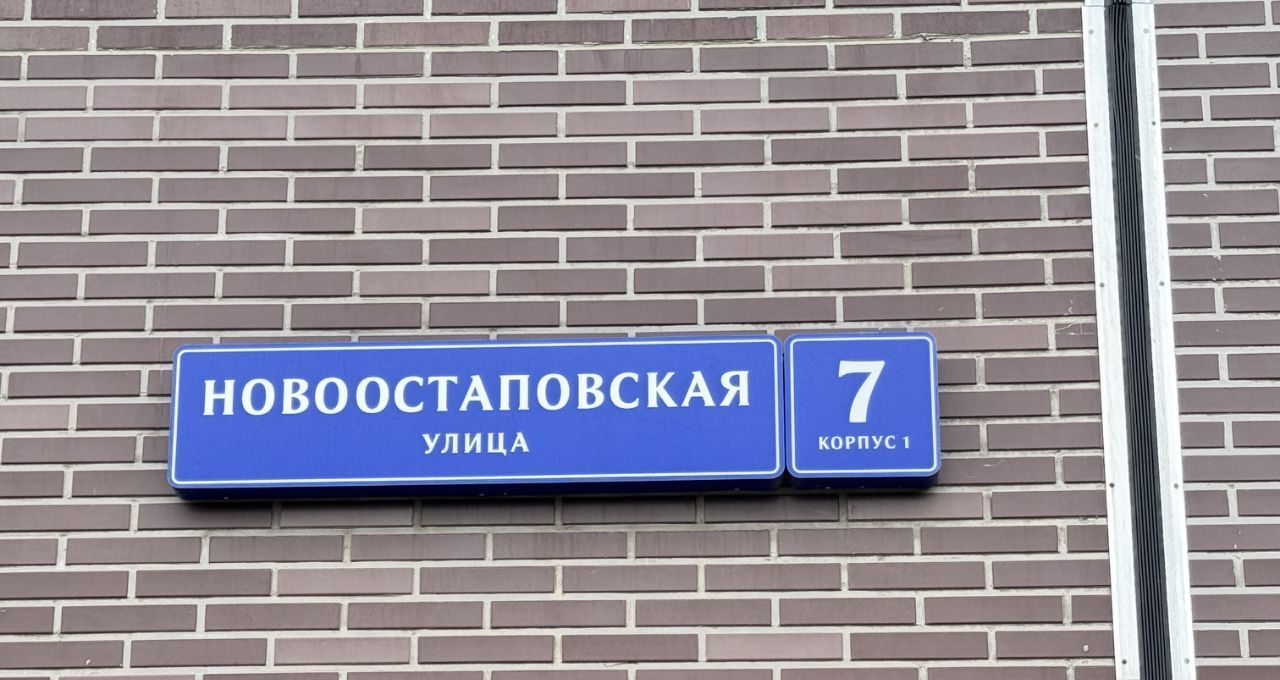 НОВООСТАПОВСКАЯ
УЛИЦА
7
КОРПУС 1